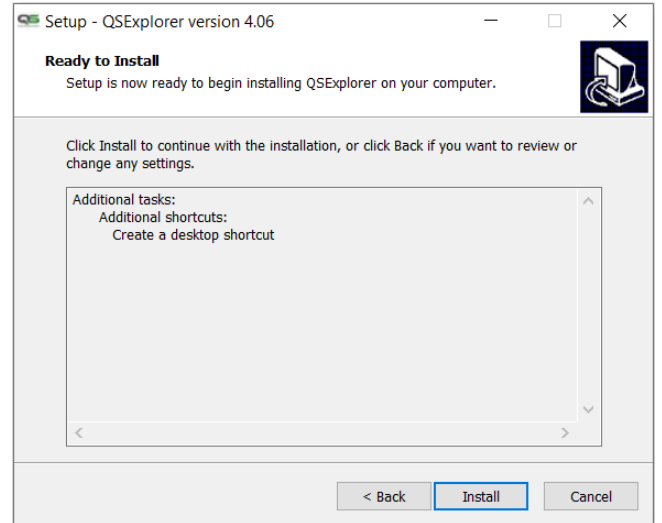 QS Setup - QSExplorer version 4.06
Ready to Install
Setup is now ready to begin installing QSExplorer on your computer.
Click Install to continue with the installation, or click Back if you want to review or
change any settings.
Additional tasks:
Additional shortcuts:
Create a desktop shortcut
< Back Install Cancel